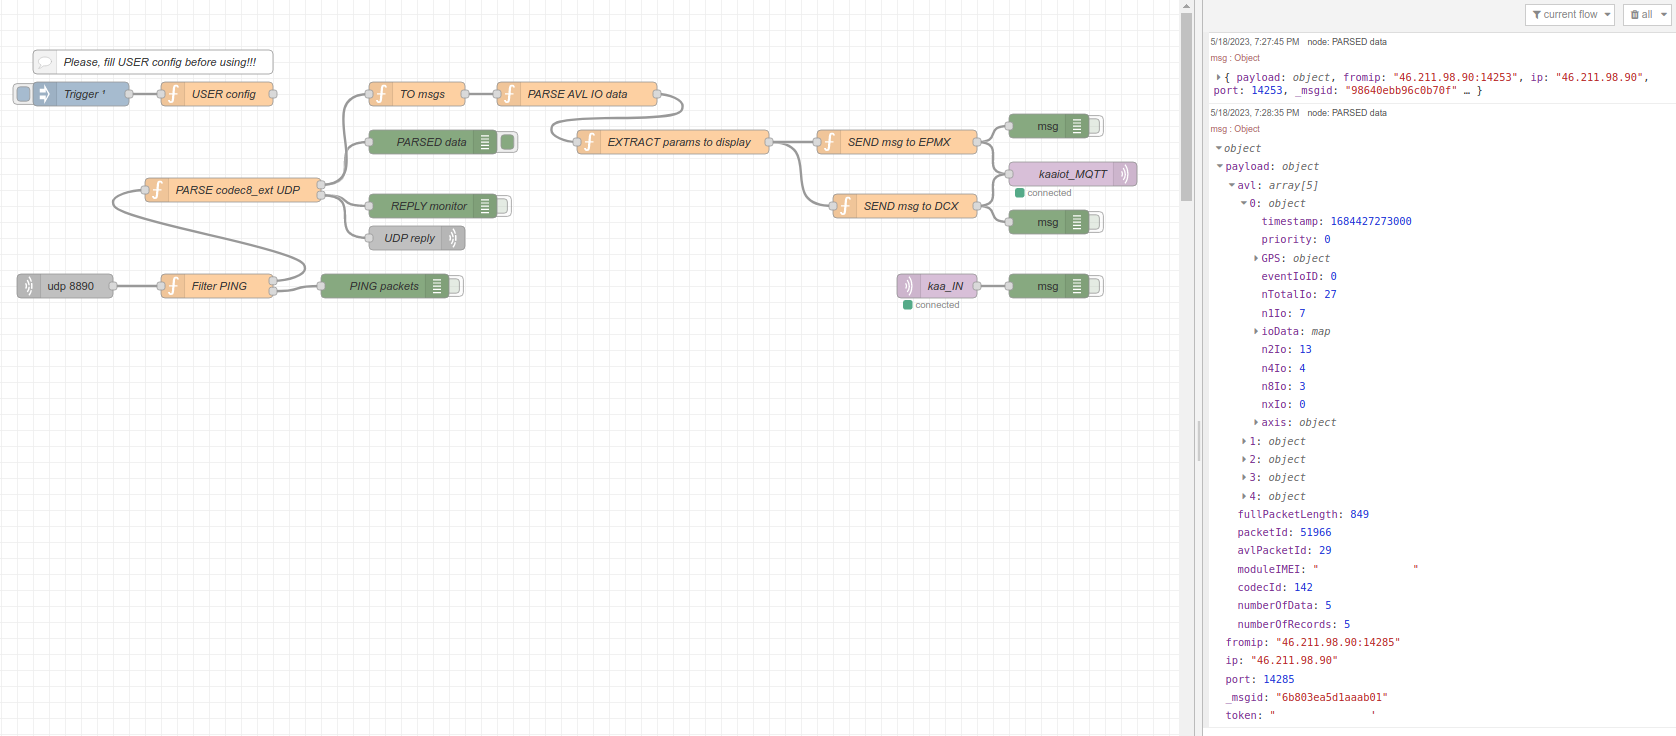 Please, fill USER config before using!!!
Trigger ¹
USER config
TO msgs
PARSE AVL IO data
PARSED data
EXTRACT params to display
SEND msg to EPMX
msg
kaaiot_MQTT
connected
PARSE codec8_ext UDP
REPLY monitor
SEND msg to DCX
msg
UDP reply
udp 8890
Filter PING
PING packets
kaa_IN
connected
msg
current flow
all
5/18/2023, 7:27:45 PM node: PARSED data
msg : Object
{ payload: object, fromip: "46.211.98.90:14253", ip: "46.211.98.90",
port: 14253, _msgid: "98640ebb96c0b70f" … }
5/18/2023, 7:28:35 PM node: PARSED data
msg : Object
object
payload: object
avl: array[5]
0: object
timestamp: 1684427273000
priority: 0
GPS: object
eventIoID: 0
nTotalIo: 27
n1Io: 7
ioData: map
n2Io: 13
n4Io: 4
n8Io: 3
nxIo: 0
axis: object
1: object
2: object
3: object
4: object
fullPacketLength: 849
packetId: 51966
avlPacketId: 29
moduleIMEI: " "
codecId: 142
numberOfData: 5
numberOfRecords: 5
fromip: "46.211.98.90:14285"
ip: "46.211.98.90"
port: 14285
_msgid: "6b803ea5d1aaab01"
token: " '